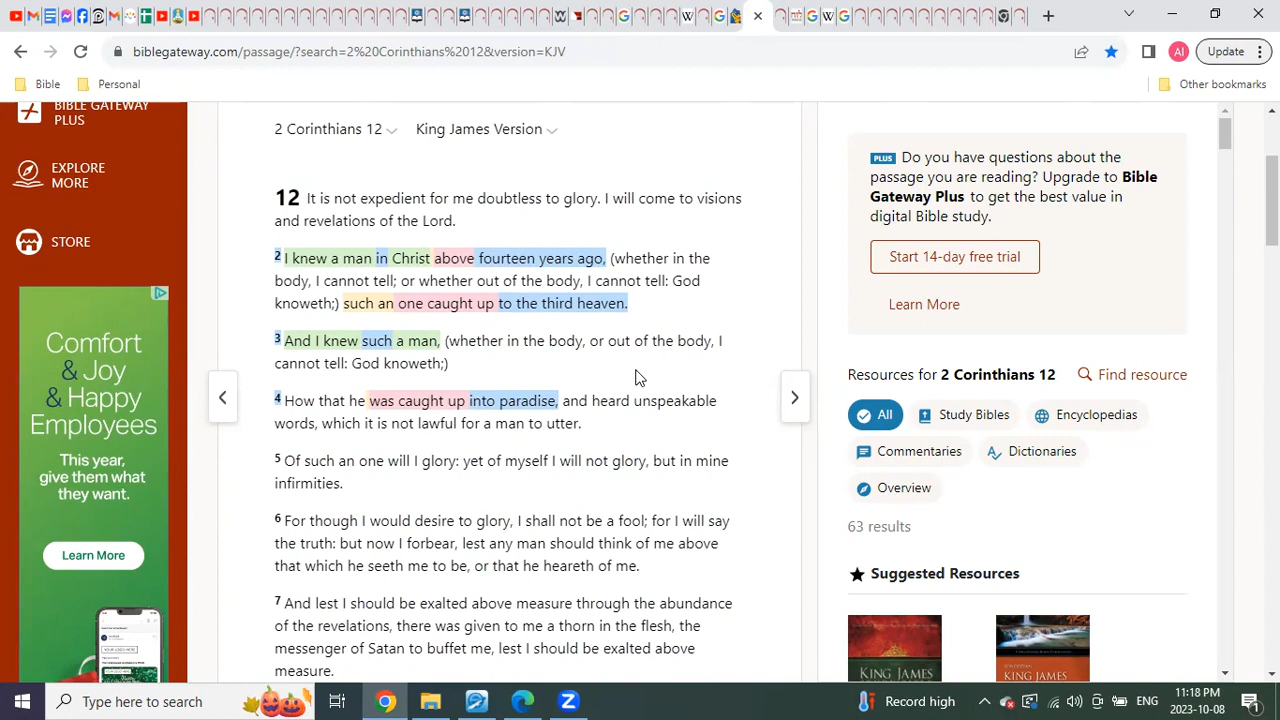 biblegateway.com/passage/?search=2%20Corinthians%2012&version=KJV
AI
Update
Bible
Personal
Other bookmarks
BIBLE GATEWAY
PLUS
EXPLORE
MORE
STORE
Comfort
& Joy
& Happy
Employees
This year,
give them what
they want.
Learn More
2 Corinthians 12
King James Version
12 It is not expedient for me doubtless to glory. I will come to visions
and revelations of the Lord.
2 I knew a man in Christ above fourteen years ago, (whether in the
body, I cannot tell; or whether out of the body, I cannot tell: God
knoweth;) such an one caught up to the third heaven.
3 And I knew such a man, (whether in the body, or out of the body, I
cannot tell: God knoweth;)
4 How that he was caught up into paradise, and heard unspeakable
words, which it is not lawful for a man to utter.
5 Of such an one will I glory: yet of myself I will not glory, but in mine
infirmities.
6 For though I would desire to glory, I shall not be a fool; for I will say
the truth: but now I forbear, lest any man should think of me above
that which he seeth me to be, or that he heareth of me.
7 And lest I should be exalted above measure through the abundance
of the revelations, there was given to me a thorn in the flesh, the
messenger of Satan to buffet me, lest I should be exalted above
PLUS Do you have questions about the
passage you are reading? Upgrade to Bible
Gateway Plus to get the best value in
digital Bible study.
Start 14-day free trial
Learn More
Resources for 2 Corinthians 12
Find resource
All
Study Bibles
Encyclopedias
Commentaries
Dictionaries
Overview
63 results
Suggested Resources
KING JAMES
KING JAMES
Type here to search
Record high
ENG
11:18 PM
2023-10-08
1